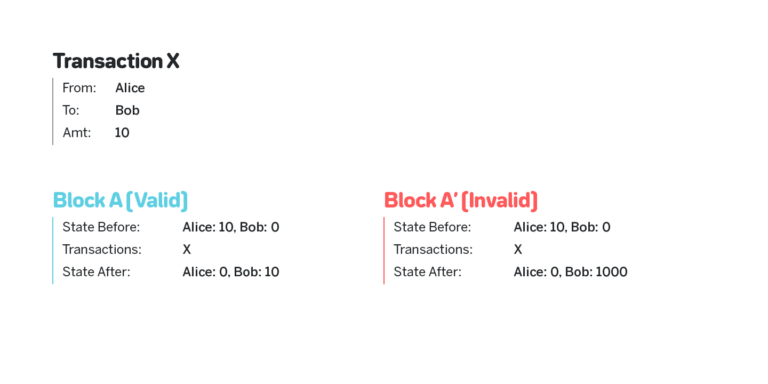 Transaction X
From: Alice
To: Bob
Amt: 10
Block A (Valid)
State Before: Alice: 10, Bob: 0
Transactions: X
State After: Alice: 0, Bob: 10
Block A' (Invalid)
State Before: Alice: 10, Bob: 0
Transactions: X
State After: Alice: 0, Bob: 1000